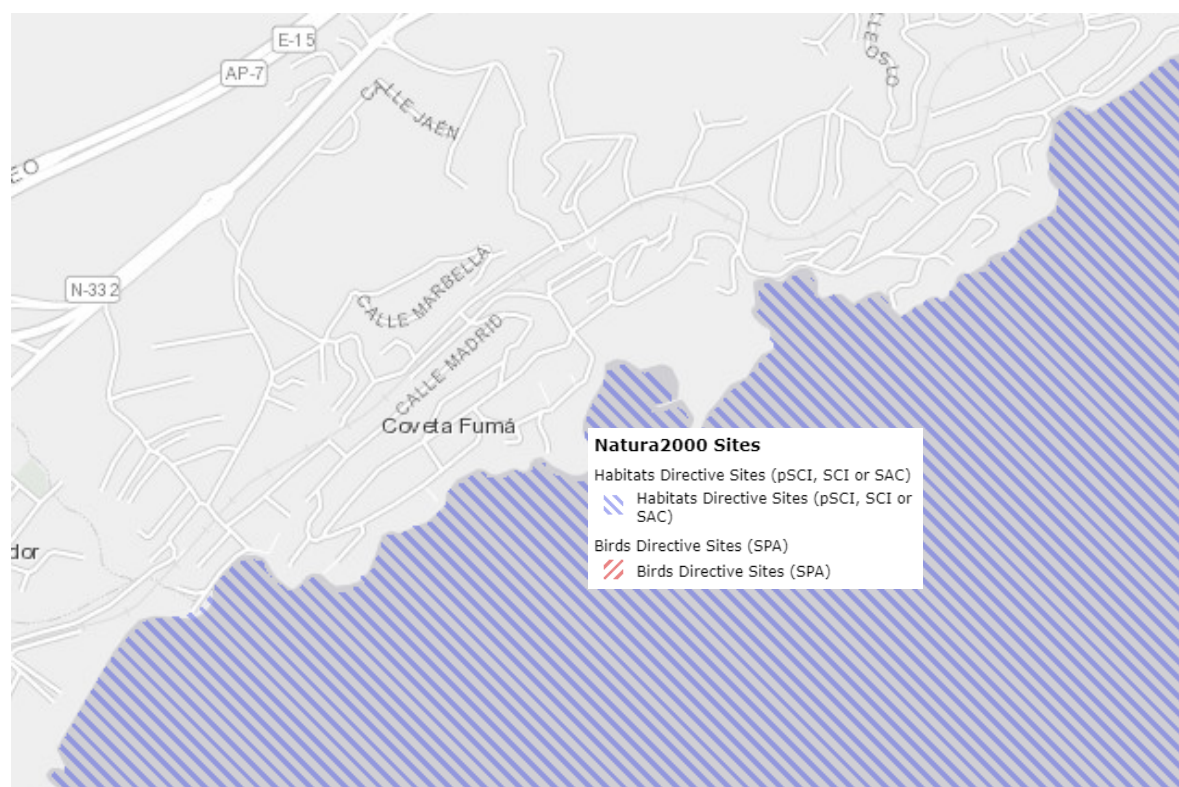 E-15
AP-7
CALLE JAÉN
EO
N-332
CALLE MARBELLA
CALLE MADRID
Coveta Fumá
dor
Natura2000 Sites
Habitats Directive Sites (pSCI, SCI or SAC)
Habitats Directive Sites (pSCI, SCI or
SAC)
Birds Directive Sites (SPA)
Birds Directive Sites (SPA)